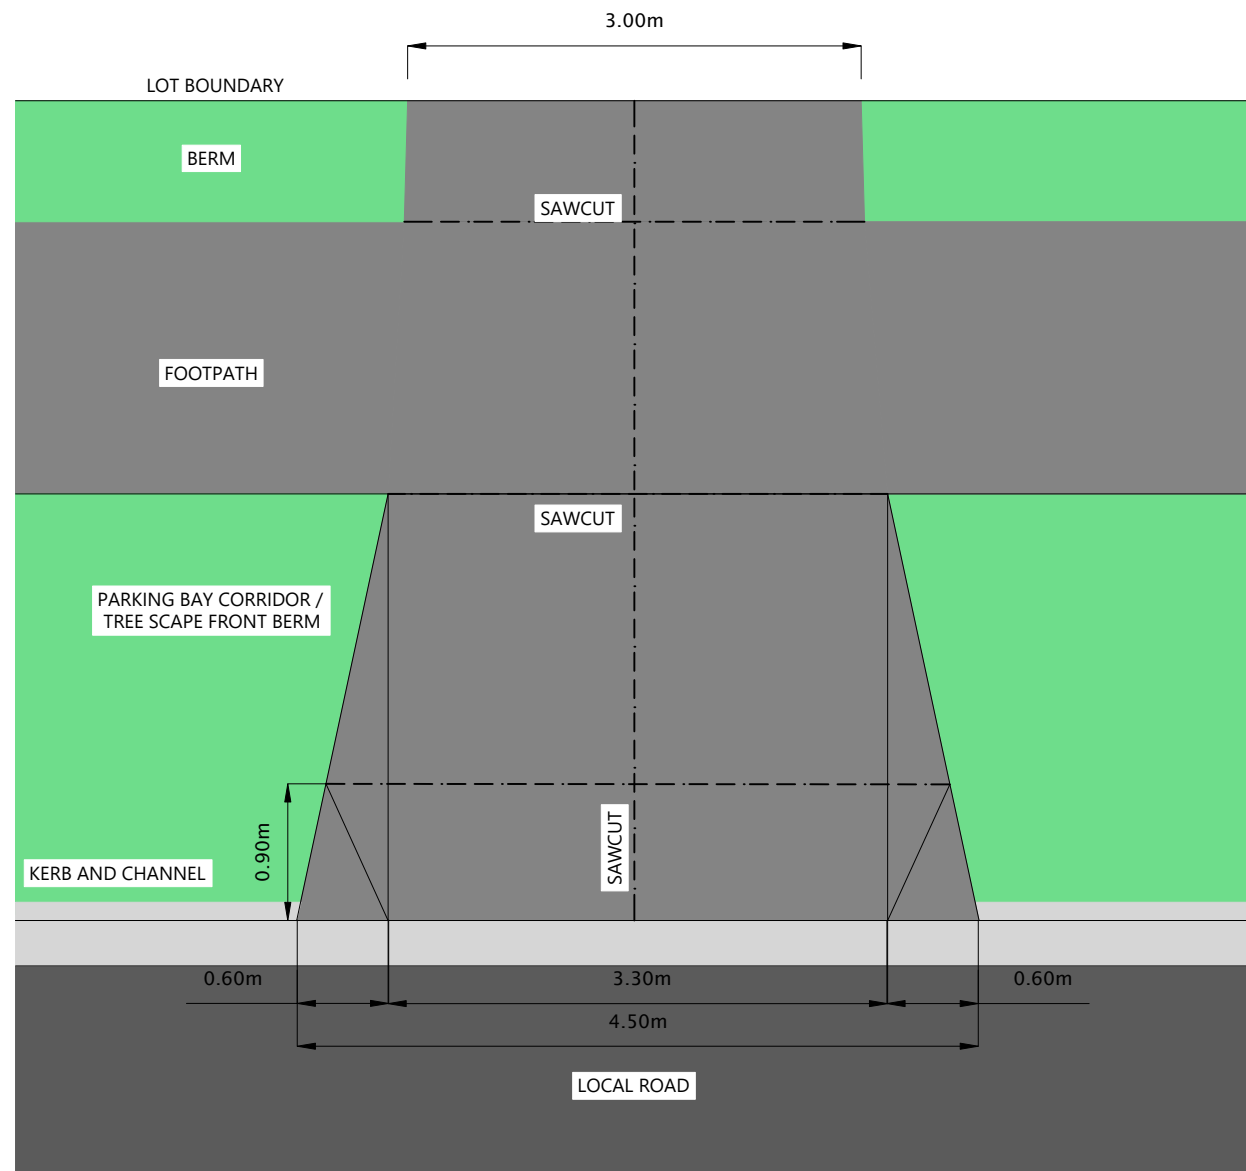 3.00m
LOT BOUNDARY
BERM
SAWCUT
FOOTPATH
SAWCUT
PARKING BAY CORRIDOR /
TREE SCAPE FRONT BERM
0.90m
SAWCUT
KERB AND CHANNEL
0.60m
3.30m
0.60m
4.50m
LOCAL ROAD